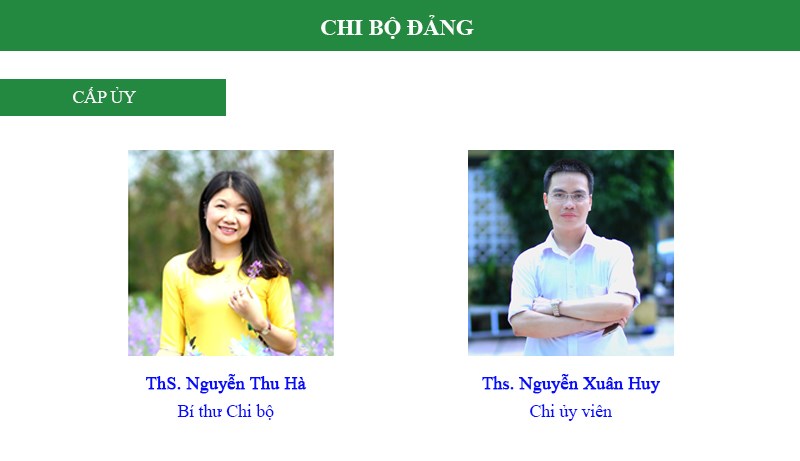 CHI BỘ ĐẢNG
CẤP ỦY
ThS. Nguyễn Thu Hà
Bí thư Chi bộ
Ths. Nguyễn Xuân Huy
Chi ủy viên